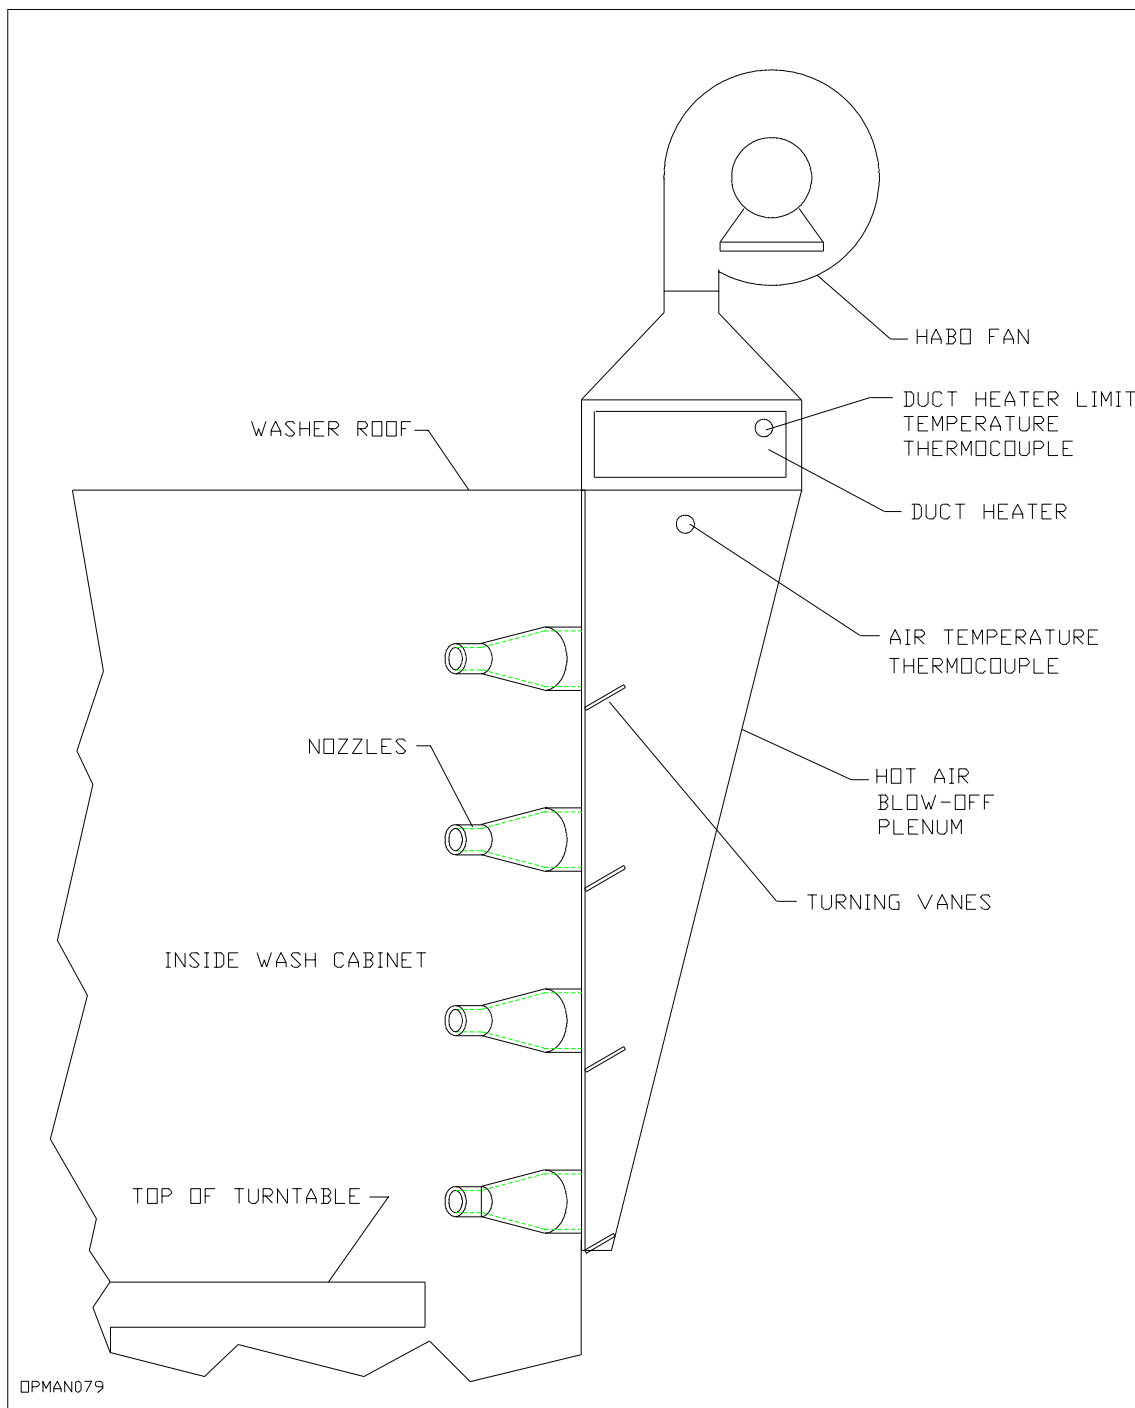 HABO FAN
DUCT HEATER LIMIT
TEMPERATURE
THERMOCOUPLE
WASHER ROOF
DUCT HEATER
AIR TEMPERATURE
THERMOCOUPLE
NOZZLES
HOT AIR
BLOW-OFF
PLENUM
TURNING VANES
INSIDE WASH CABINET
TOP OF TURNTABLE
OPMAN079